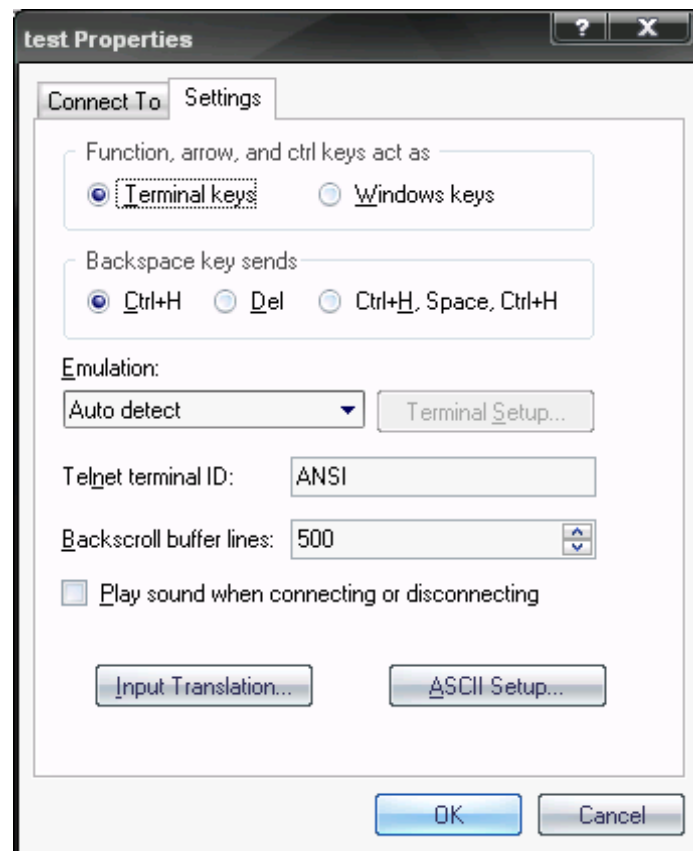 test Properties
? X
Connect To Settings
Function, arrow, and ctrl keys act as
Terminal keys Windows keys
Backspace key sends
Ctrl+H Del Ctrl+H, Space, Ctrl+H
Emulation:
Auto detect Terminal Setup...
Telnet terminal ID: ANSI
Backscroll buffer lines: 500
Play sound when connecting or disconnecting
Input Translation... ASCII Setup...
OK Cancel